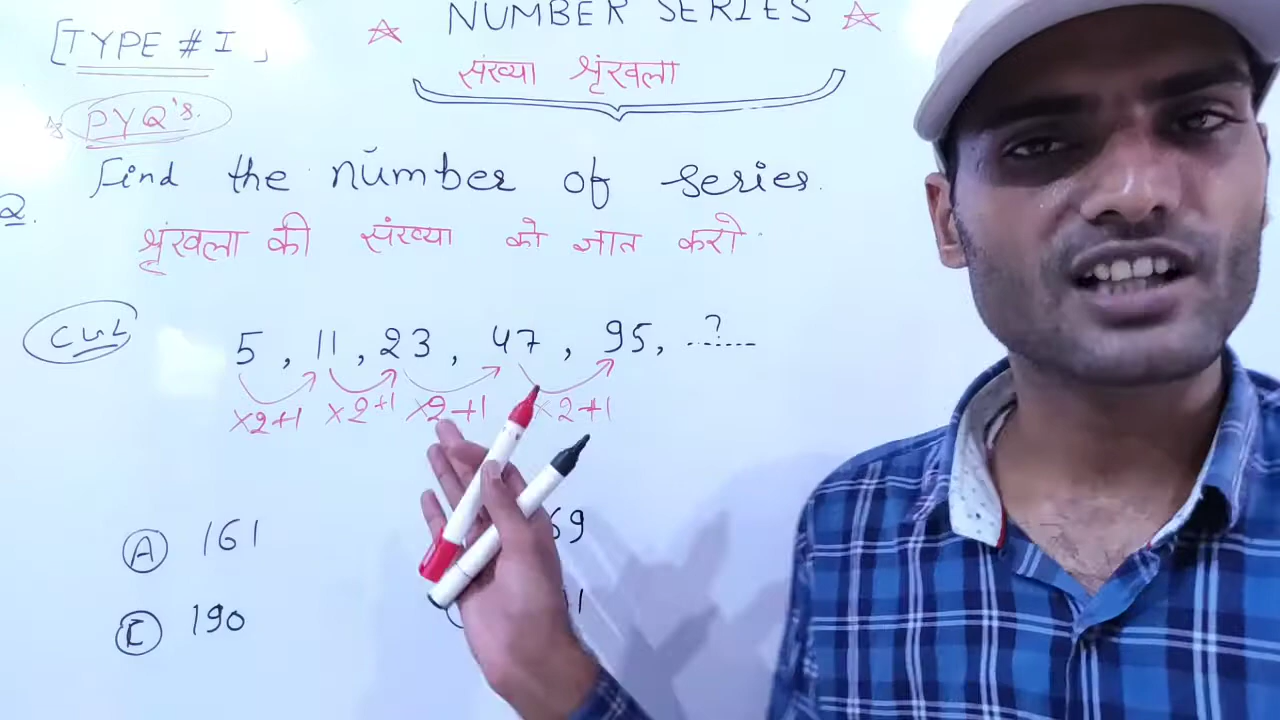 NUMBER SERIES
[TYPE # I]
संख्या श्रृंखला
PYQ's.
Find the number of series.
Q.
श्रृंखला की संख्या को ज्ञात करो
5, 11, 23, 47, 95, ...?...
×2+1 ×2+1 ×2+1 ×2+1
A 161
69
190
1